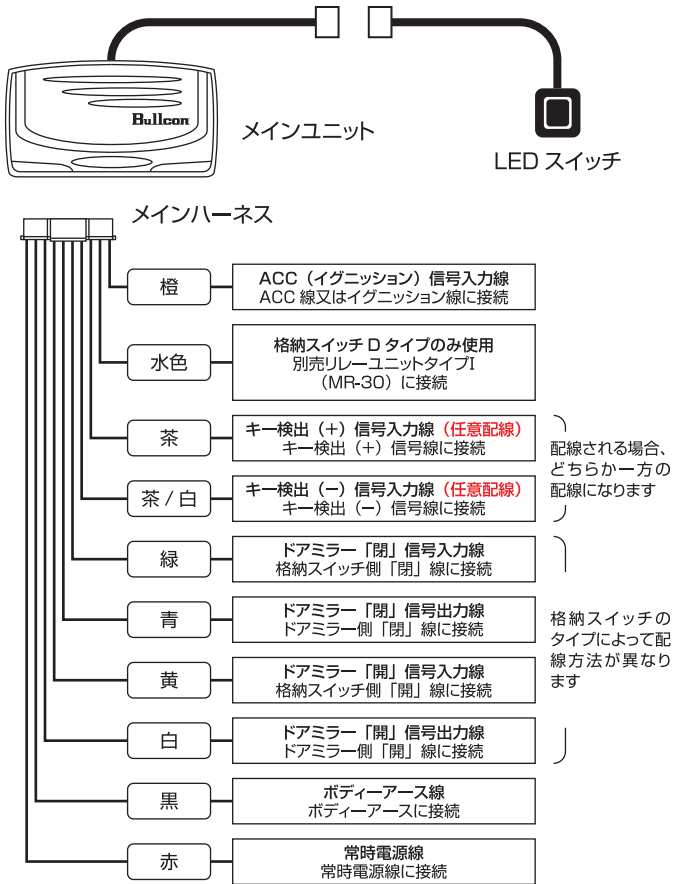 Bullcon
メインユニット
LED スイッチ
メインハーネス
橙
ACC（イグニッション）信号入力線
ACC 線又はイグニッション線に接続
水色
格納スイッチ D タイプのみ使用
別売リレーユニットタイプI
（MR-30）に接続
茶
キー検出（+）信号入力線（任意配線）
キー検出（+）信号線に接続
茶 / 白
キー検出（−）信号入力線（任意配線）
キー検出（−）信号線に接続
配線される場合、
どちらか一方の
配線になります
緑
ドアミラー「閉」信号入力線
格納スイッチ側「閉」線に接続
青
ドアミラー「閉」信号出力線
ドアミラー側「閉」線に接続
黄
ドアミラー「開」信号入力線
格納スイッチ側「開」線に接続
白
ドアミラー「開」信号出力線
ドアミラー側「開」線に接続
格納スイッチの
タイプによって配
線方法が異なり
ます
黒
ボディーアース線
ボディーアースに接続
赤
常時電源線
常時電源線に接続